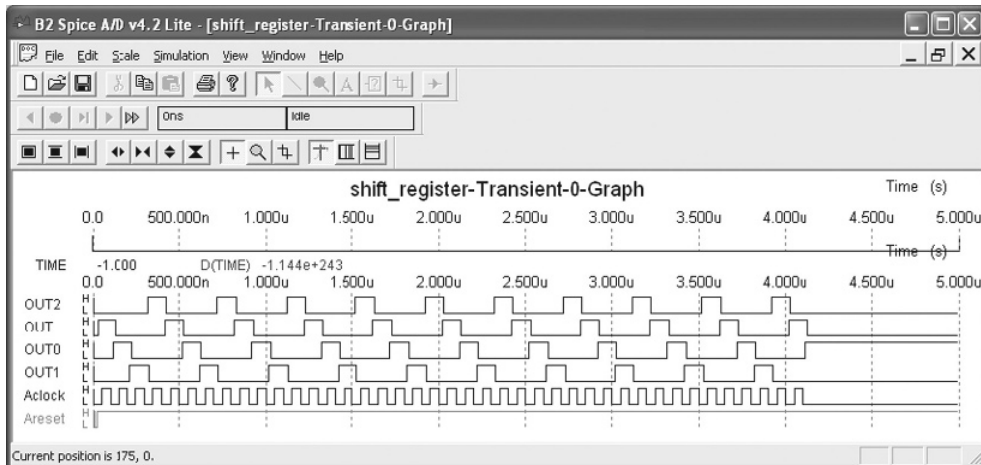 B2 Spice A/D v4.2 Lite - [shift_register-Transient-0-Graph]
File Edit Scale Simulation View Window Help
0ns Idle
shift_register-Transient-0-Graph
Time (s)
0.0 500.000n 1.000u 1.500u 2.000u 2.500u 3.000u 3.500u 4.000u 4.500u 5.000u
Time (s)
TIME -1.000 D(TIME) -1.144e+243
0.0 500.000n 1.000u 1.500u 2.000u 2.500u 3.000u 3.500u 4.000u 4.500u 5.000u
OUT2 H L
OUT H L
OUT0 H L
OUT1 H L
Aclock H L
Areset H L
Current position is 175, 0.